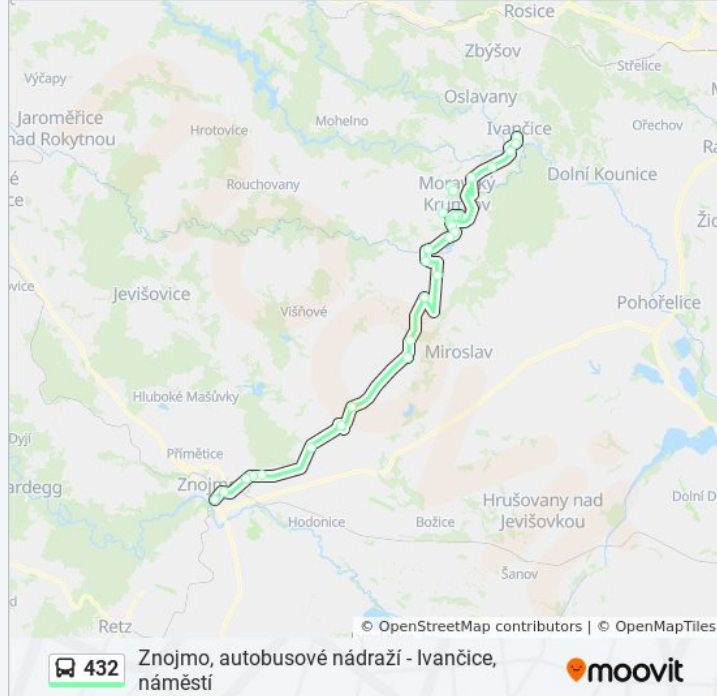 Rosice
Zbýšov
Střelice
Výčapy
Oslavany
Jaroměřice
nad Rokytnou
Mohelno
Hrotovice
Ivančice
Ořechov
Dolní Kounice
Rouchovany
Moravský
Krumlov
Jevišovice
Višňové
Pohořelice
Miroslav
Hluboké Mašůvky
Přímětice
Znojmo
Hodonice
Božice
Hrušovany nad
Jevišovkou
Šanov
Retz
© OpenStreetMap contributors | © OpenMapTiles
432
Znojmo, autobusové nádraží - Ivančice,
náměstí
moovit